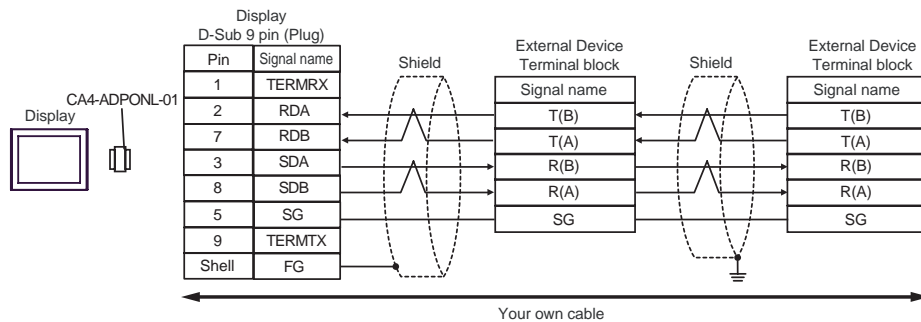 Display
D-Sub 9 pin (Plug)
Pin Signal name
1 TERMRX
2 RDA
7 RDB
3 SDA
8 SDB
5 SG
9 TERMTX
Shell FG
CA4-ADPONL-01
Display
Shield
External Device
Terminal block
Signal name
T(B)
T(A)
R(B)
R(A)
SG
Shield
External Device
Terminal block
Signal name
T(B)
T(A)
R(B)
R(A)
SG
Your own cable